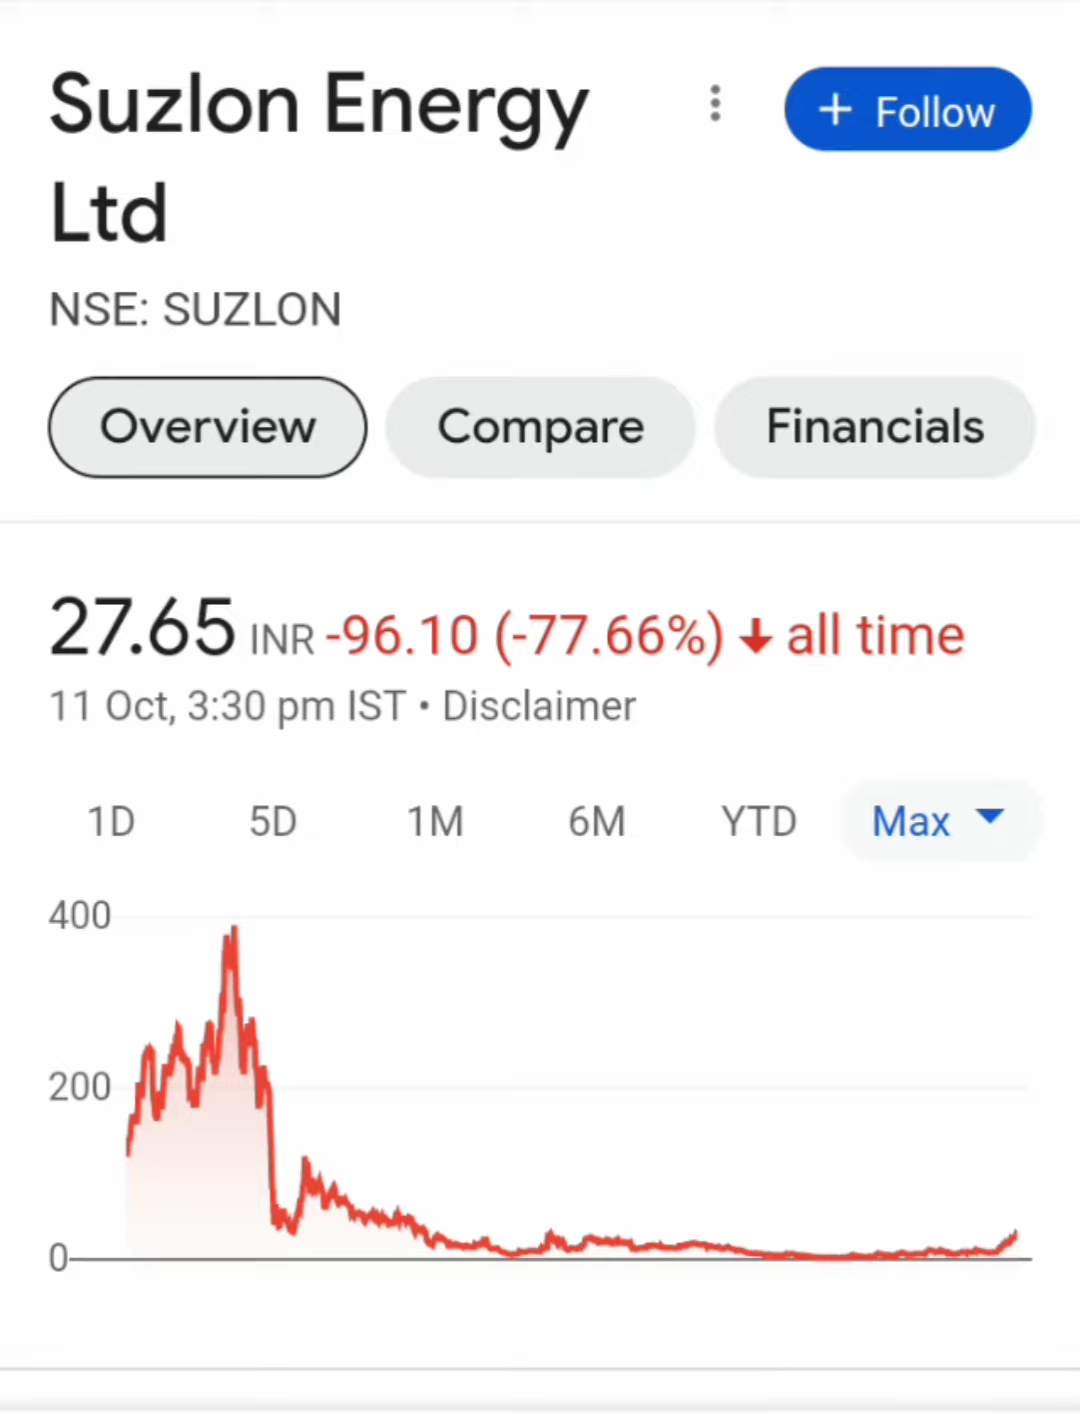 Suzlon Energy
Ltd
+ Follow
NSE: SUZLON
Overview
Compare
Financials
27.65 INR -96.10 (-77.66%) ↓ all time
11 Oct, 3:30 pm IST • Disclaimer
1D 5D 1M 6M YTD Max
400
200
0